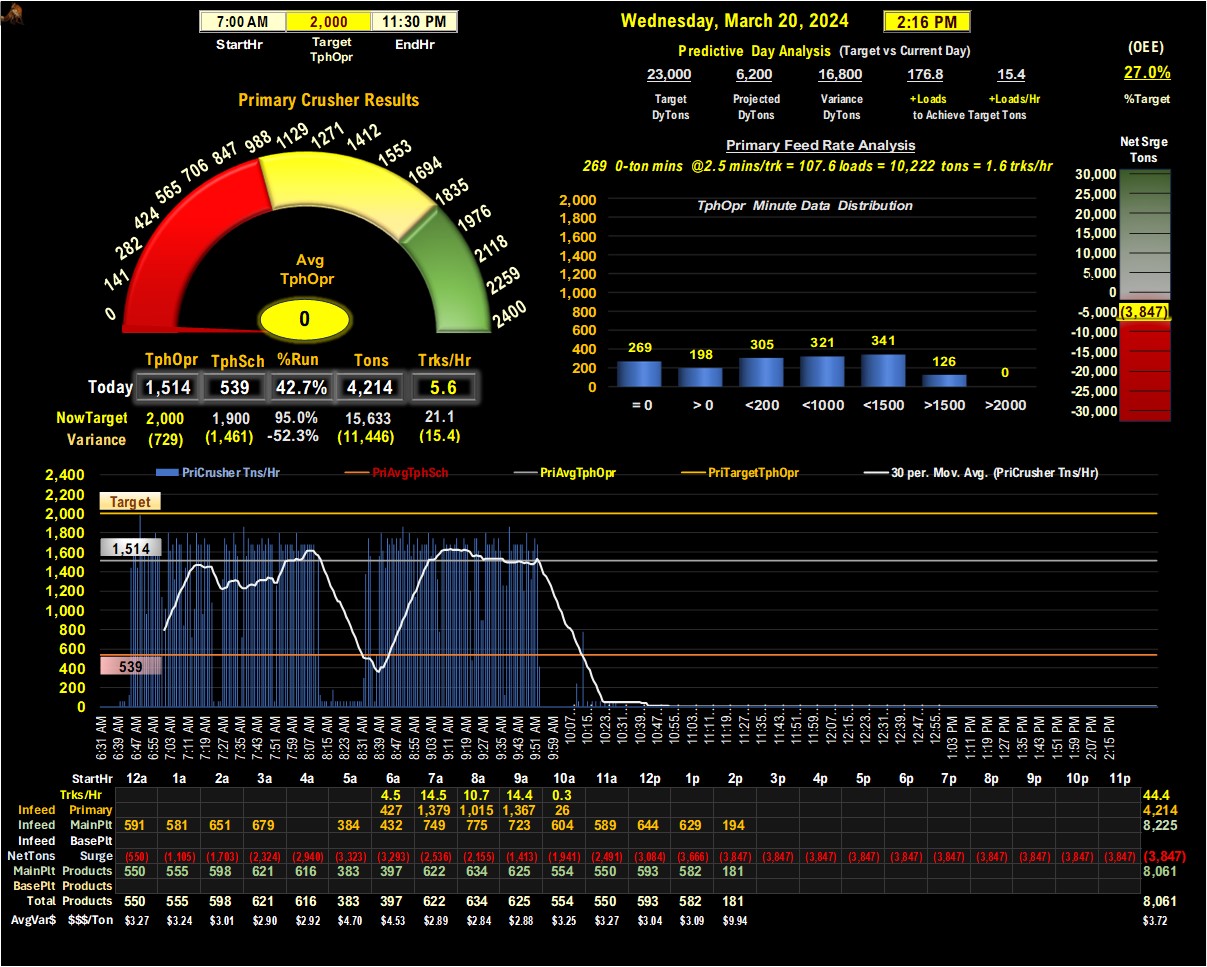 7:00 AM 2,000 11:30 PM
StartHr Target TphOpr EndHr
Wednesday, March 20, 2024 2:16 PM
Predictive Day Analysis (Target vs Current Day)
23,000 6,200 16,800 176.8 15.4
Target DyTons Projected DyTons Variance DyTons +Loads +Loads/Hr
to Achieve Target Tons
(OEE)
27.0%
%Target
Primary Crusher Results
0 141 282 424 565 706 847 988 1129 1271 1412 1553 1694 1835 1976 2118 2259 2400
Avg
TphOpr
0
TphOpr TphSch %Run Tons Trks/Hr
Today 1,514 539 42.7% 4,214 5.6
NowTarget 2,000 1,900 95.0% 15,633 21.1
Variance (729) (1,461) -52.3% (11,446) (15.4)
Primary Feed Rate Analysis
269 0-ton mins @2.5 mins/trk = 107.6 loads = 10,222 tons = 1.6 trks/hr
TphOpr Minute Data Distribution
2,000
1,800
1,600
1,400
1,200
1,000
800
600
400
200
0
269 198 305 321 341 126 0
= 0 > 0 <200 <1000 <1500 >1500 >2000
Net Srge
Tons
30,000
25,000
20,000
15,000
10,000
5,000
0
-5,000 (3,847)
-10,000
-15,000
-20,000
-25,000
-30,000
PriCrusher Tns/Hr PriAvgTphSch PriAvgTphOpr PriTargetTphOpr 30 per. Mov. Avg. (PriCrusher Tns/Hr)
2,400
2,200
2,000
1,800
1,600
1,400
1,200
1,000
800
600
400
200
0
Target
1,514
539
6:31 AM 6:39 AM 6:47 AM 6:55 AM 7:03 AM 7:11 AM 7:19 AM 7:27 AM 7:35 AM 7:43 AM 7:51 AM 7:59 AM 8:07 AM 8:15 AM 8:23 AM 8:31 AM 8:39 AM 8:47 AM 8:55 AM 9:03 AM 9:11 AM 9:19 AM 9:27 AM 9:35 AM 9:43 AM 9:51 AM 9:59 AM 10:07… 10:15… 10:23… 10:31… 10:39… 10:47… 10:55… 11:03… 11:11… 11:19… 11:27… 11:35… 11:43… 11:51… 11:59… 12:07… 12:15… 12:23… 12:31… 12:39… 12:47… 12:55… 1:03 PM 1:11 PM 1:19 PM 1:27 PM 1:35 PM 1:43 PM 1:51 PM 1:59 PM 2:07 PM 2:15 PM
StartHr 12a 1a 2a 3a 4a 5a 6a 7a 8a 9a 10a 11a 12p 1p 2p 3p 4p 5p 6p 7p 8p 9p 10p 11p
Trks/Hr 4.5 14.5 10.7 14.4 0.3 44.4
Infeed Primary 427 1,379 1,015 1,367 26 4,214
Infeed MainPlt 591 581 651 679 384 432 749 775 723 604 589 644 629 194 8,225
Infeed BasePlt
NetTons Surge (550) (1,105) (1,703) (2,324) (2,940) (3,323) (3,293) (2,536) (2,155) (1,413) (1,941) (2,491) (3,084) (3,666) (3,847) (3,847) (3,847) (3,847) (3,847) (3,847) (3,847) (3,847) (3,847) (3,847) (3,847)
MainPlt Products 550 555 598 621 616 383 397 622 634 625 554 550 593 582 181 8,061
BasePlt Products
Total Products 550 555 598 621 616 383 397 622 634 625 554 550 593 582 181 8,061
AvgVar$ $$$/Ton $3.27 $3.24 $3.01 $2.90 $2.92 $4.70 $4.53 $2.89 $2.84 $2.88 $3.25 $3.27 $3.04 $3.09 $9.94 $3.72